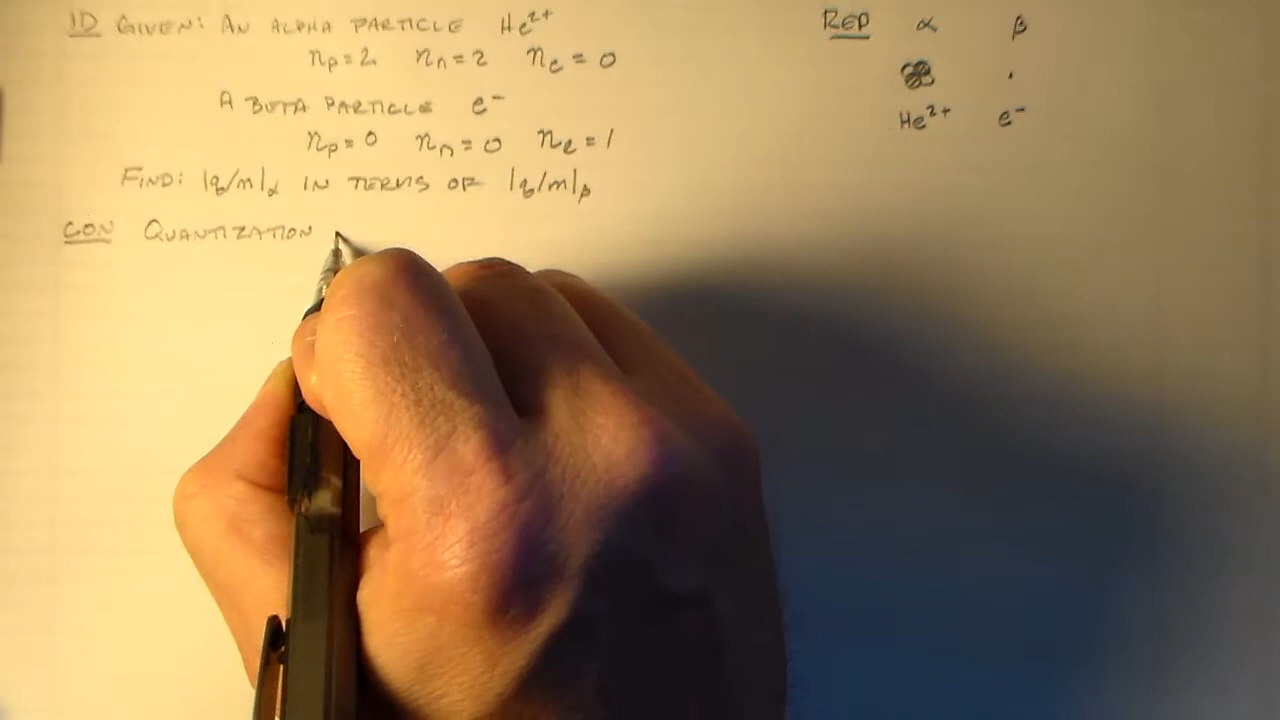 ID GIVEN: AN ALPHA PARTICLE He²⁺
nₚ = 2 nₙ = 2 nₑ = 0
A BETA PARTICLE e⁻
nₚ = 0 nₙ = 0 nₑ = 1
FIND: |q/m|α IN TERMS OF |q/m|β
CON QUANTIZATION
REP α β
He²⁺ e⁻